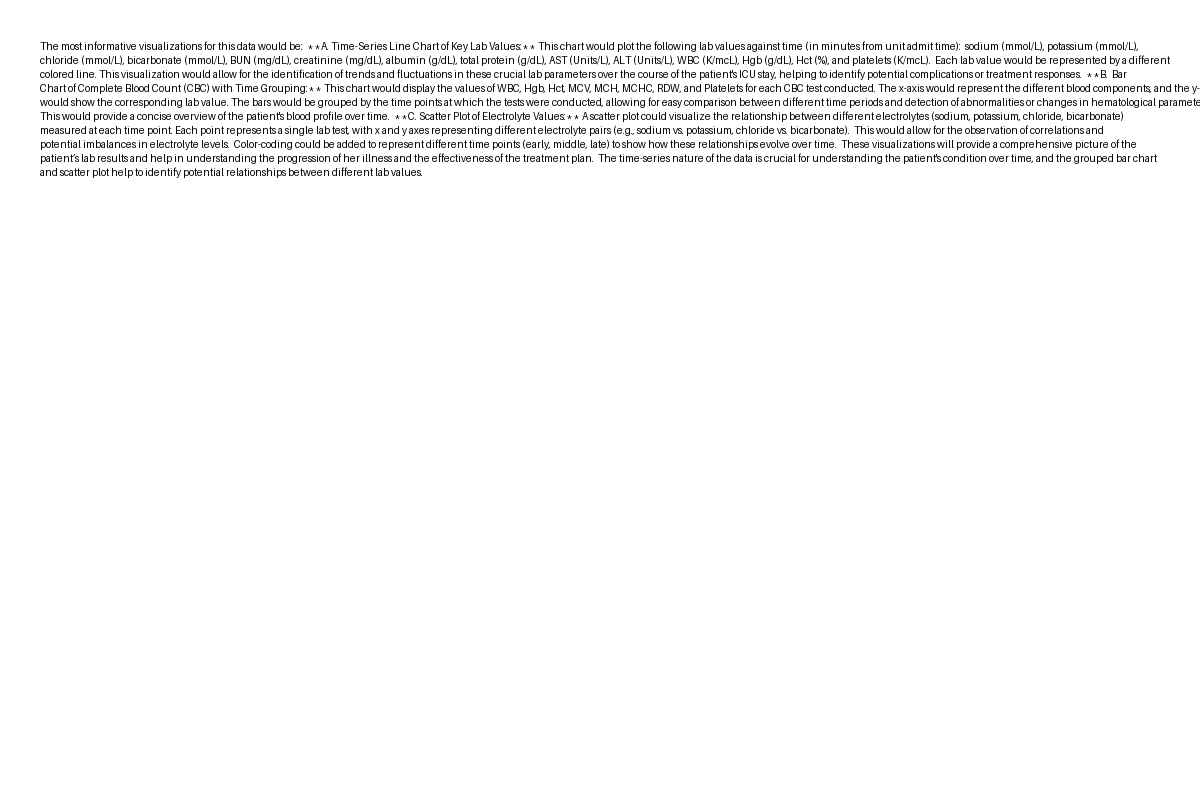 The most informative visualizations for this data would be:  **A. Time-Series Line Chart of Key Lab Values:** This chart would plot the following lab values against time (in minutes from unit admit time):  sodium (mmol/L), potassium (mmol/L),
chloride (mmol/L), bicarbonate (mmol/L), BUN (mg/dL), creatinine (mg/dL), albumin (g/dL), total protein (g/dL), AST (Units/L), ALT (Units/L), WBC (K/mcL), Hgb (g/dL), Hct (%), and platelets (K/mcL).  Each lab value would be represented by a different
colored line.  This visualization would allow for the identification of trends and fluctuations in these crucial lab parameters over the course of the patient's ICU stay, helping to identify potential complications or treatment responses.  **B.  Bar
Chart of Complete Blood Count (CBC) with Time Grouping:** This chart would display the values of WBC, Hgb, Hct, MCV, MCH, MCHC, RDW, and Platelets for each CBC test conducted.  The x-axis would represent the different blood components, and the y-
would show the corresponding lab value.  The bars would be grouped by the time points at which the tests were conducted, allowing for easy comparison between different time periods and detection of abnormalities or changes in hematological
This would provide a concise overview of the patient's blood profile over time.  **C. Scatter Plot of Electrolyte Values:** A scatter plot could visualize the relationship between different electrolytes (sodium, potassium, chloride, bicarbonate)
measured at each time point.  Each point represents a single lab test, with x and y axes representing different electrolyte pairs (e.g., sodium vs. potassium, chloride vs. bicarbonate).  This would allow for the observation of correlations and
potential imbalances in electrolyte levels.  Color-coding could be added to represent different time points (early, middle, late) to show how these relationships evolve over time.  These visualizations will provide a comprehensive picture of the
patient's lab results and help in understanding the progression of her illness and the effectiveness of the treatment plan.  The time-series nature of the data is crucial for understanding the patient's condition over time, and the grouped bar chart
and scatter plot help to identify potential relationships between different lab values.